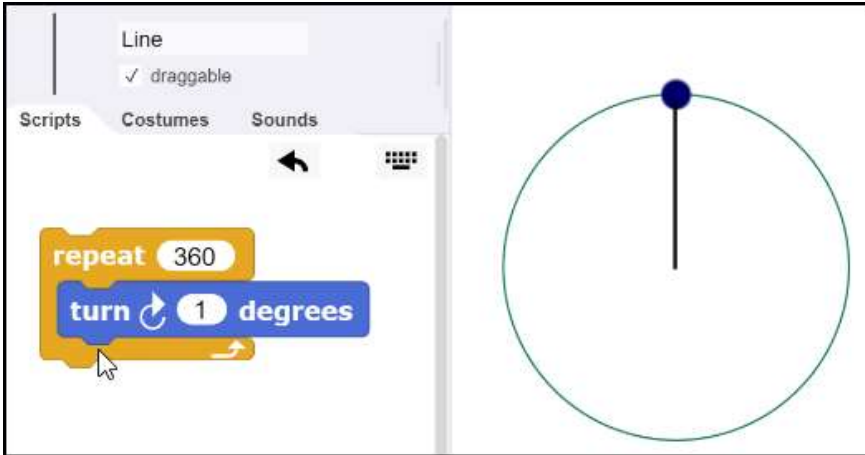 Line
✓ draggable
Scripts Costumes Sounds
repeat 360
turn 1 degrees